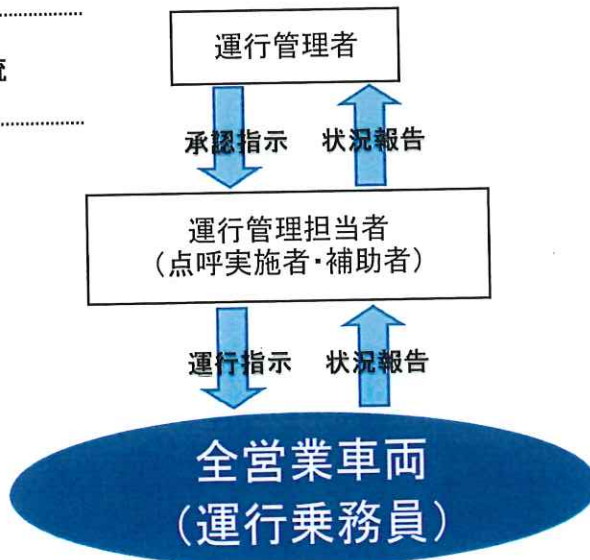 運行管理者
承認指示 状況報告
運行管理担当者
(点呼実施者・補助者)
運行指示 状況報告
全営業車両
(運行乗務員)